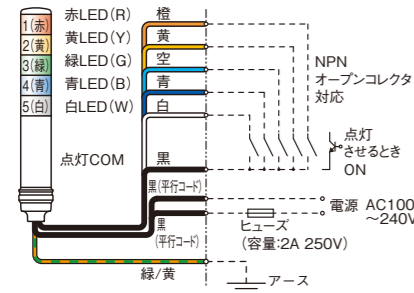 1(赤)
2(黄)
3(緑)
4(青)
5(白)
赤LED(R)
黄LED(Y)
緑LED(G)
青LED(B)
白LED(W)
点灯COM
橙
黄
空
青
白
黒
黒(平行コード)
黒
(平行コード)
緑/黄
NPN
オープンコレクタ
対応
点灯
させるとき
ON
電源 AC100
〜240V
ヒューズ
(容量:2A 250V)
アース